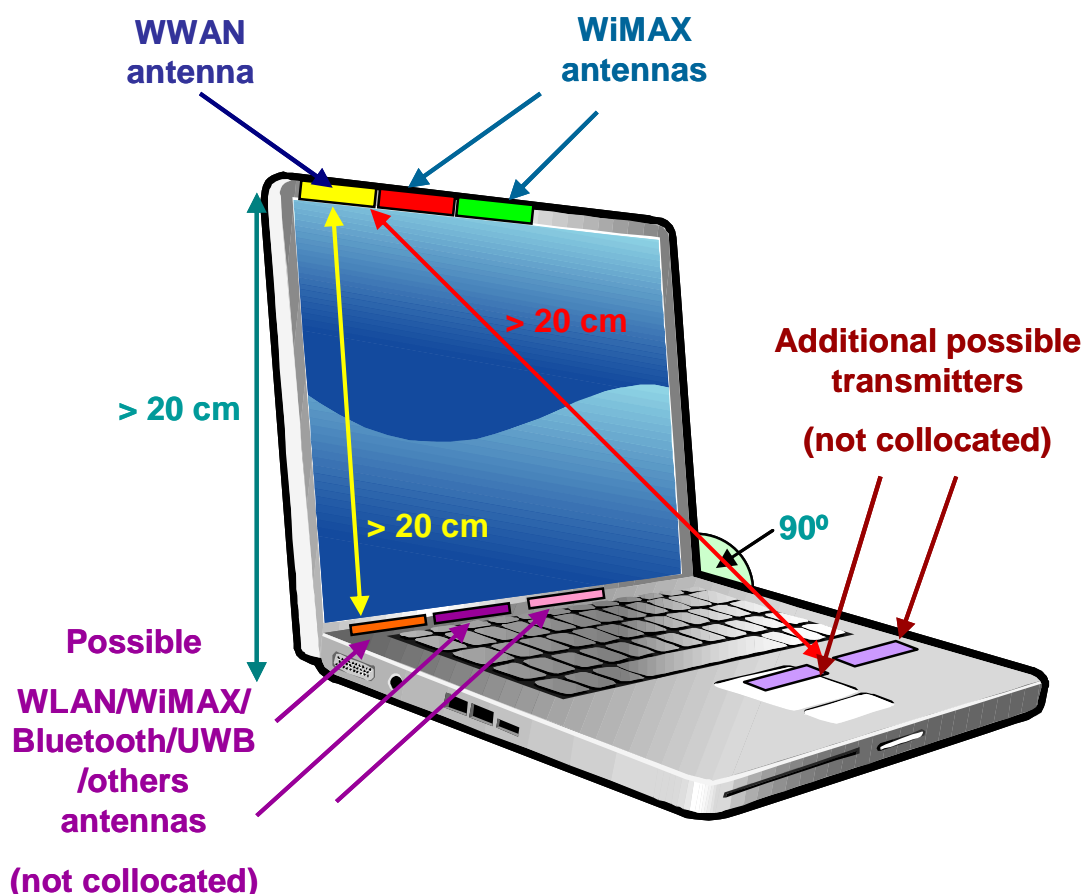 WWAN
antenna
WiMAX
antennas
> 20 cm
> 20 cm
> 20 cm
Additional possible
transmitters
(not collocated)
90º
Possible
WLAN/WiMAX/
Bluetooth/UWB
/others
antennas
(not collocated)